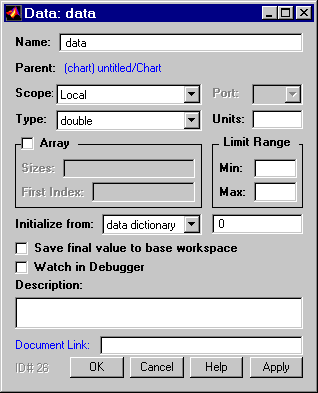 Data: data
Name: data
Parent: (chart) untitled/Chart
Scope: Local Port:
Type: double Units:
Array Limit Range
Sizes: Min:
First Index: Max:
Initialize from: data dictionary 0
Save final value to base workspace
Watch in Debugger
Description:
Document Link:
ID# 26 OK Cancel Help Apply